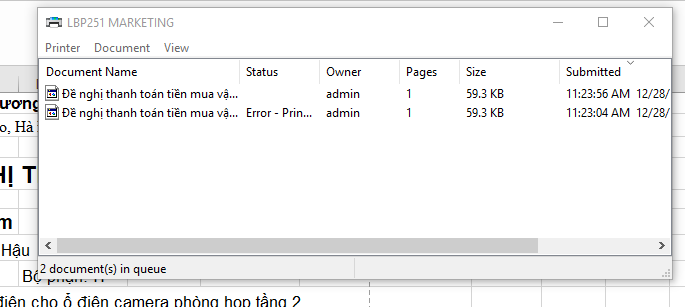 LBP251 MARKETING
Printer Document View
Document Name Status Owner Pages Size Submitted
Đề nghị thanh toán tiền mua vậ... admin 1 59.3 KB 11:23:56 AM 12/28/
Đề nghị thanh toán tiền mua vậ... Error - Prin... admin 1 59.3 KB 11:23:04 AM 12/28/
2 document(s) in queue
ương
o, Hà
HỊ T
m
Hậu
Bộ phận: IT
điện cho ổ điện camera phòng họp tầng 2